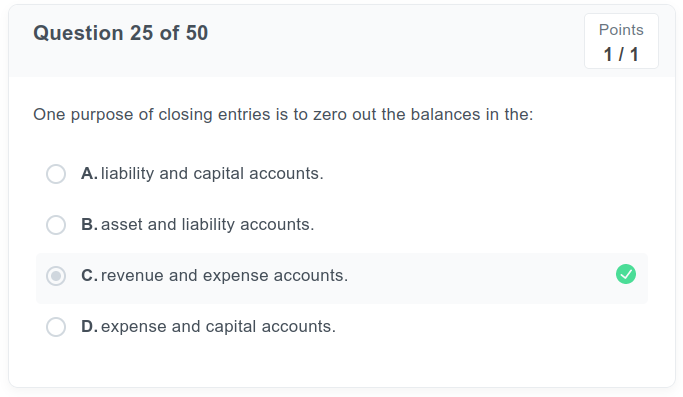 Question 25 of 50
Points
1 / 1
One purpose of closing entries is to zero out the balances in the:
A. liability and capital accounts.
B. asset and liability accounts.
C. revenue and expense accounts.
D. expense and capital accounts.